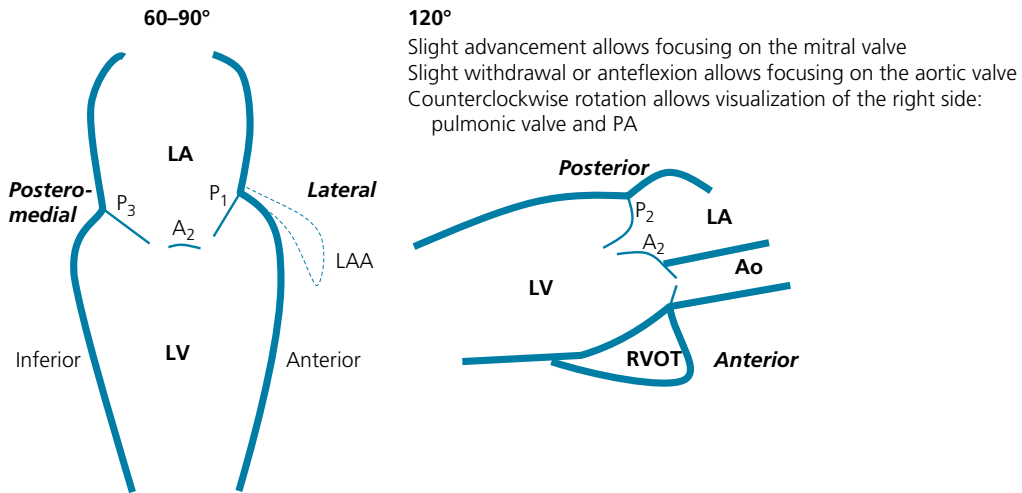 60–90°
LA
Postero-
medial
P3
P1
Lateral
A2
LAA
Inferior
LV
Anterior
120°
Slight advancement allows focusing on the mitral valve
Slight withdrawal or anteflexion allows focusing on the aortic valve
Counterclockwise rotation allows visualization of the right side:
pulmonic valve and PA
Posterior
P2
LA
A2
Ao
LV
RVOT
Anterior